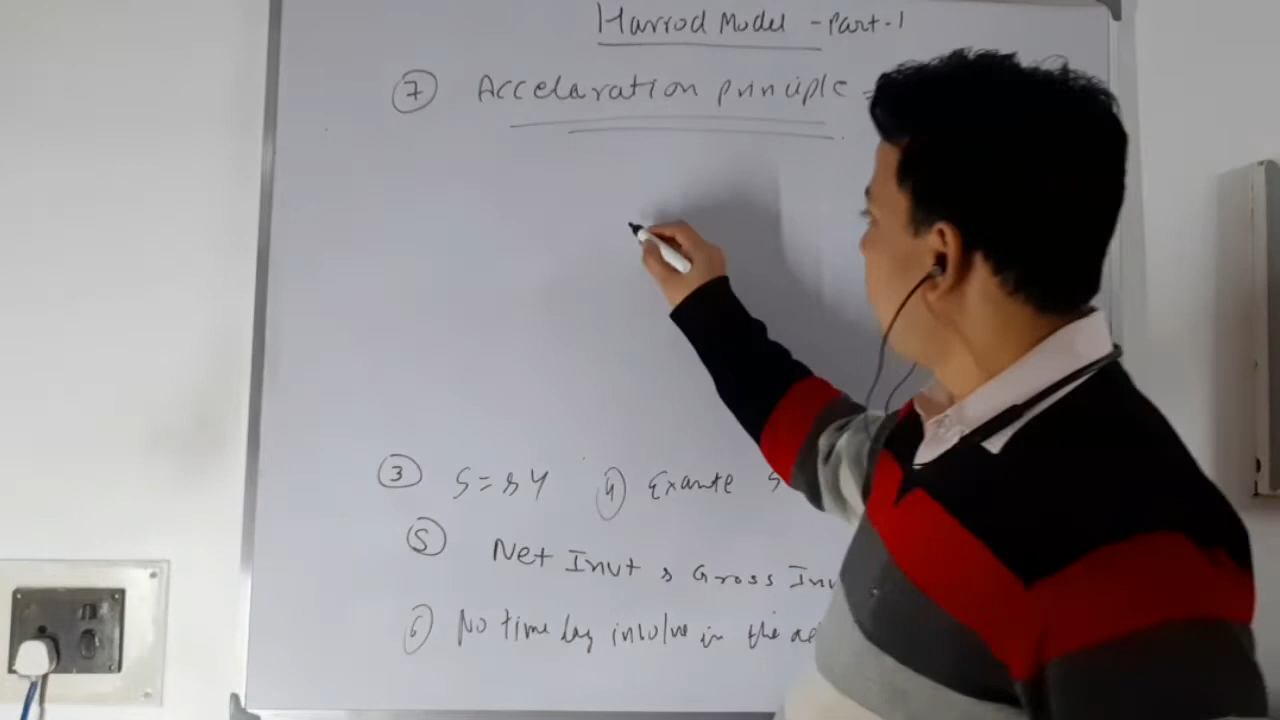 Harrod Model - Part-1
⑦ Accelaration principle =
③ S = sY ④ Exante S
⑤ Net Invt & Gross Inv
⑥ No time lag involve in the